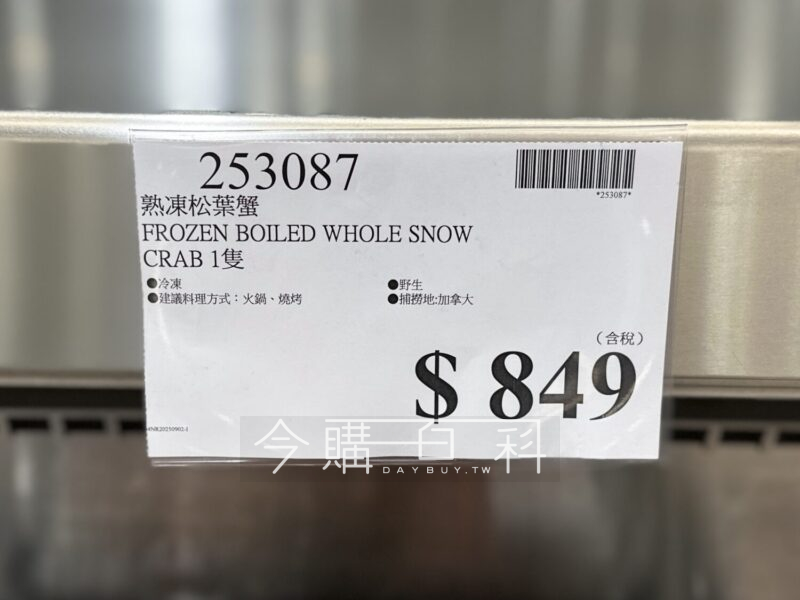 253087
*253087*
熟凍松葉蟹
FROZEN BOILED WHOLE SNOW
CRAB 1隻
●冷凍
●野生
●建議料理方式：火鍋、燒烤
●捕撈地:加拿大
（含稅）
$ 849
今購百科
DAYBUY.TW